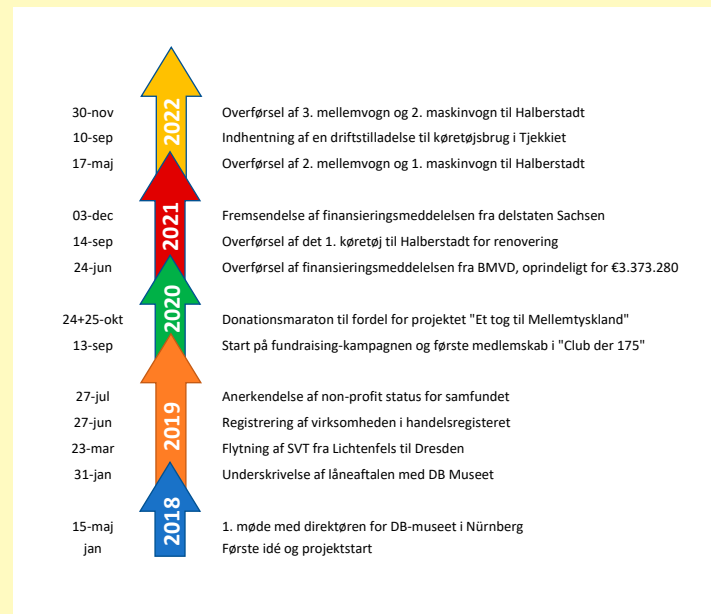 30-nov Overførsel af 3. mellemvogn og 2. maskinvogn til Halberstadt
2022
10-sep Indhentning af en driftstilladelse til køretøjsbrug i Tjekkiet
17-maj Overførsel af 2. mellemvogn og 1. maskinvogn til Halberstadt
03-dec Fremsendelse af finansieringsmeddelelsen fra delstaten Sachsen
2021
14-sep Overførsel af det 1. køretøj til Halberstadt for renovering
24-jun Overførsel af finansieringsmeddelelsen fra BMVD, oprindeligt for €3.373.280
2020
24+25-okt Donationsmaraton til fordel for projektet "Et tog til Mellemtyskland"
13-sep Start på fundraising-kampagnen og første medlemskab i "Club der 175"
27-jul Anerkendelse af non-profit status for samfundet
2019
27-jun Registrering af virksomheden i handelsregisteret
23-mar Flytning af SVT fra Lichtenfels til Dresden
31-jan Underskrivelse af låneaftalen med DB Museet
2018
15-maj 1. møde med direktøren for DB-museet i Nürnberg
jan Første idé og projektstart